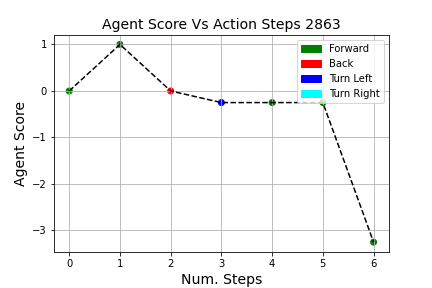 Agent Score Vs Action Steps 2863
Forward
Back
Turn Left
Turn Right
1
0
−1
−2
−3
Agent Score
0 1 2 3 4 5 6
Num. Steps